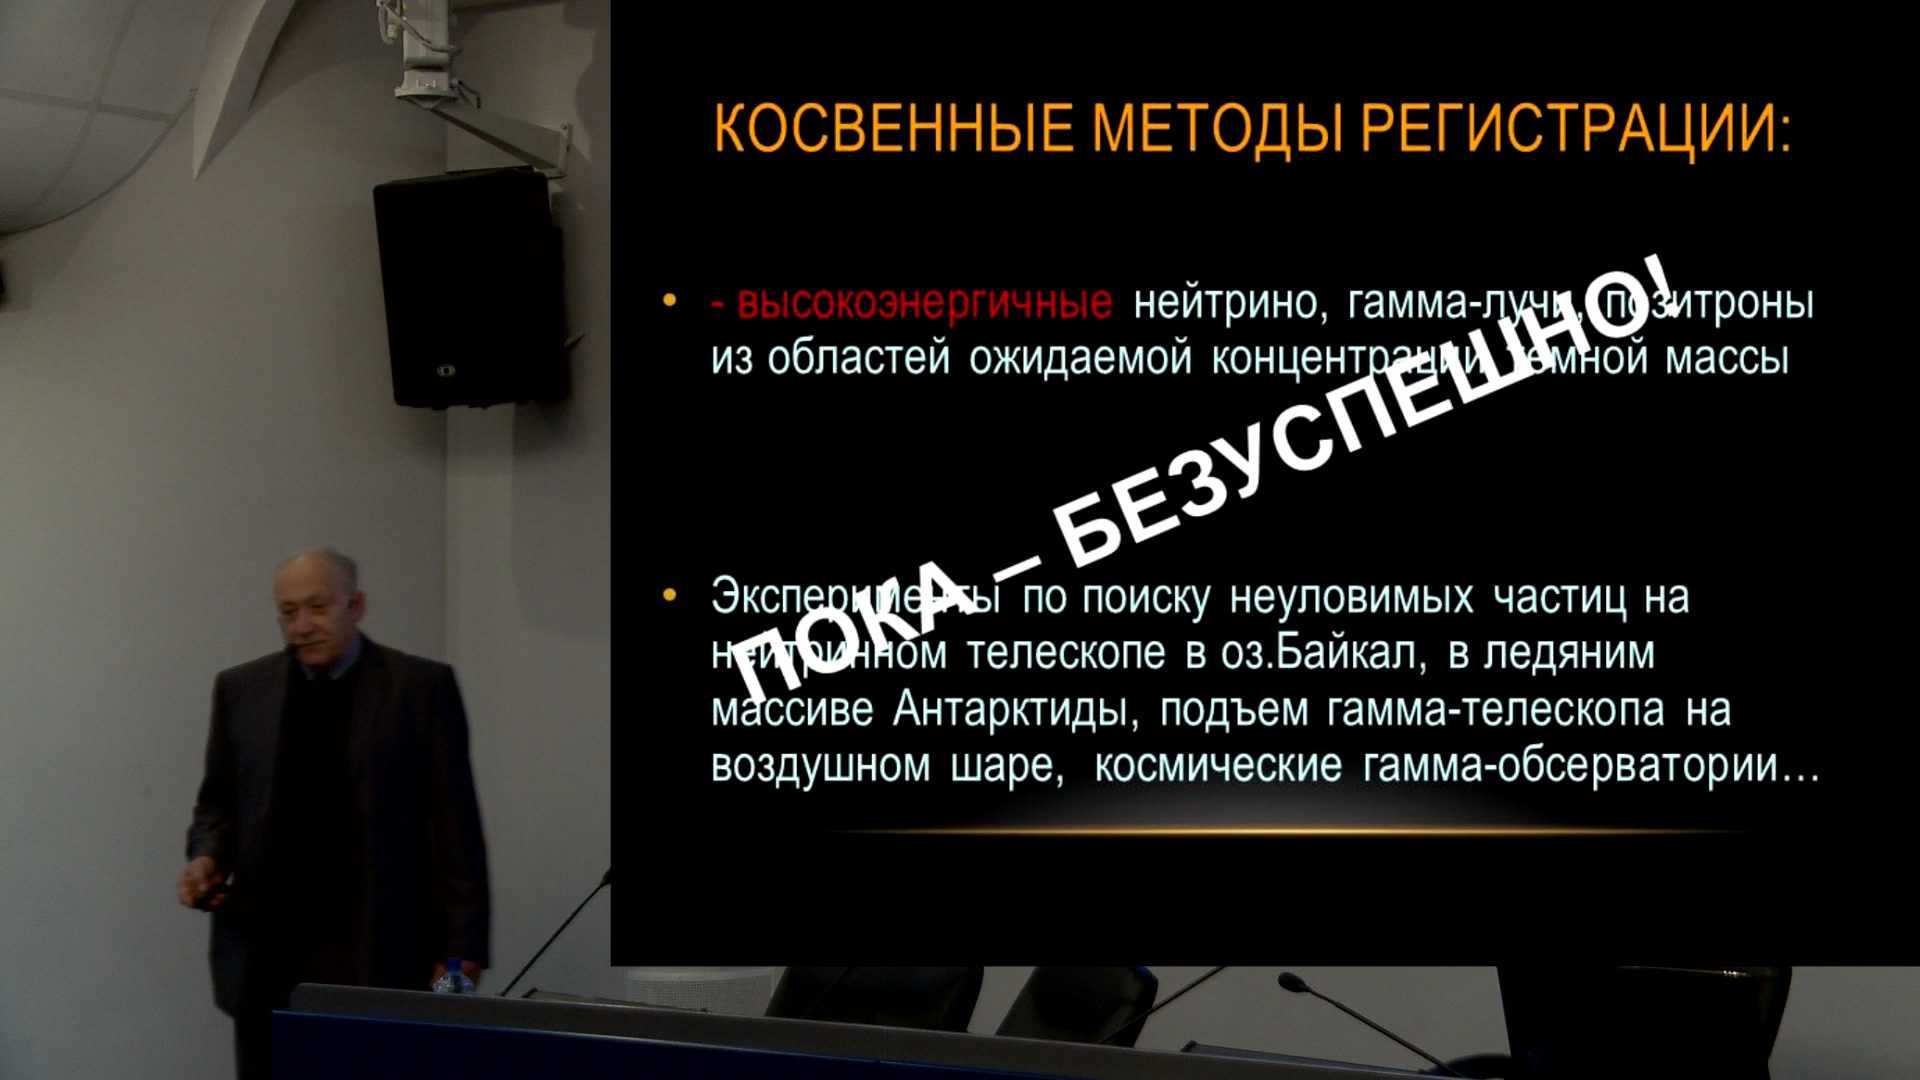 КОСВЕННЫЕ МЕТОДЫ РЕГИСТРАЦИИ:
- высокоэнергичные нейтрино, гамма-лучи, позитроны
из областей ожидаемой концентрации темной массы
ПОКА – БЕЗУСПЕШНО!
Эксперименты по поиску неуловимых частиц на
нейтринном телескопе в оз.Байкал, в ледяним
массиве Антарктиды, подъем гамма-телескопа на
воздушном шаре, космические гамма-обсерватории…